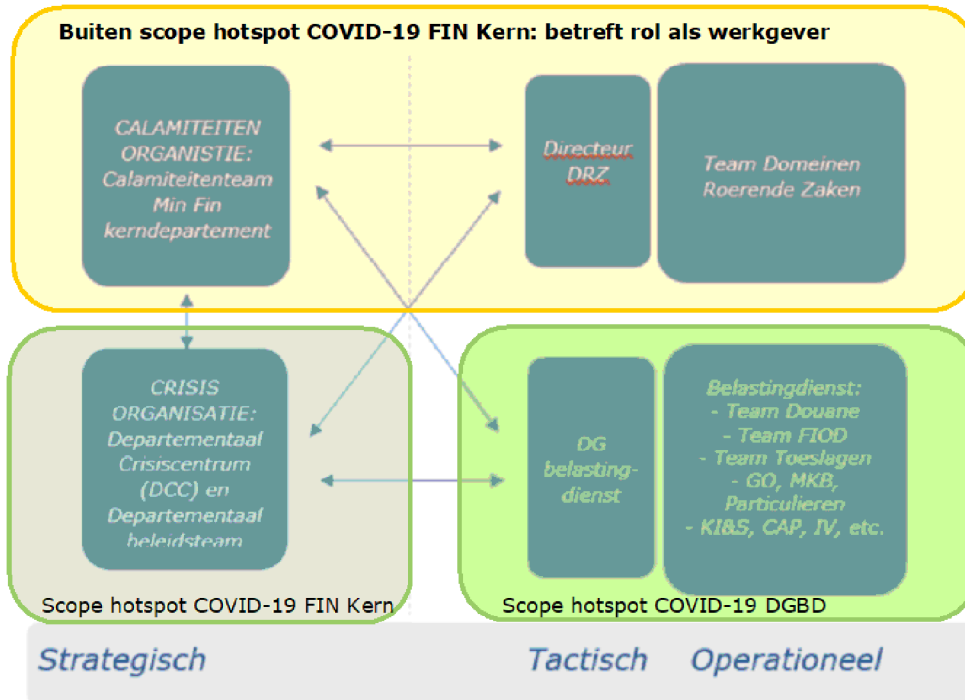 Buiten scope hotspot COVID-19 FIN Kern: betreft rol als werkgever
CALAMITEITEN
ORGANISTIE:
Calamiteitenteam
Min Fin
kerndepartement
Directeur
DRZ
Team Domeinen
Roerende Zaken
CRISIS
ORGANISATIE:
Departementaal
Crisiscentrum
(DCC) en
Departementaal
beleidsteam
DG
belasting-
dienst
Belastingdienst:
- Team Douane
- Team FIOD
- Team Toeslagen
- GO, MKB,
Particulieren
- KI&S, CAP, IV, etc.
Scope hotspot COVID-19 FIN Kern
Scope hotspot COVID-19 DGBD
Strategisch
Tactisch
Operationeel